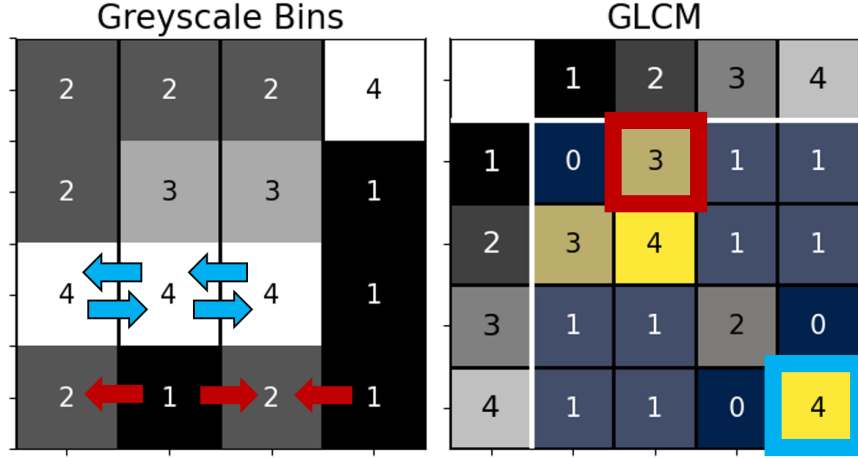 Greyscale Bins
2 2 2 4
2 3 3 1
4 4 4 1
2 1 2 1
GLCM
1 2 3 4
1 0 3 1 1
2 3 4 1 1
3 1 1 2 0
4 1 1 0 4